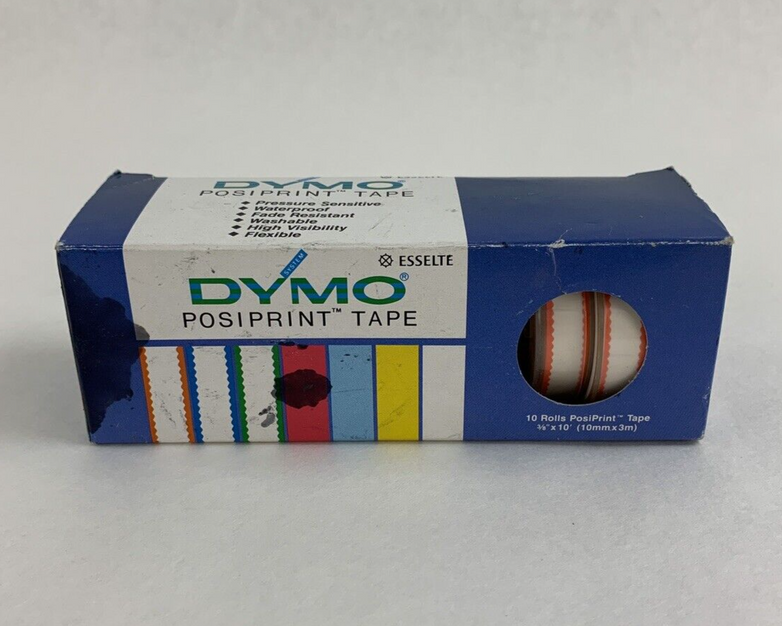 ESSELTE
DYMO®
POSIPRINT™ TAPE
◆ Pressure Sensitive
◆ Waterproof
◆ Fade Resistant
◆ Washable
◆ High Visibility
◆ Flexible
ESSELTE
SYSTEM
DYMO®
POSIPRINT™ TAPE
10 Rolls PosiPrint™ Tape
3/8" x 10' (10mm x 3m)